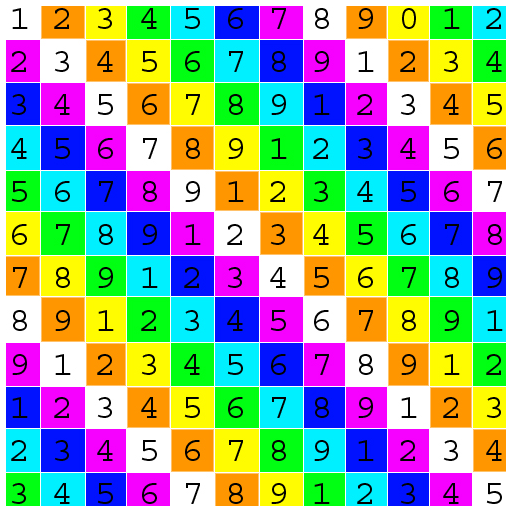 1 2 3 4 5 6 7 8 9 0 1 2
2 3 4 5 6 7 8 9 1 2 3 4
3 4 5 6 7 8 9 1 2 3 4 5
4 5 6 7 8 9 1 2 3 4 5 6
5 6 7 8 9 1 2 3 4 5 6 7
6 7 8 9 1 2 3 4 5 6 7 8
7 8 9 1 2 3 4 5 6 7 8 9
8 9 1 2 3 4 5 6 7 8 9 1
9 1 2 3 4 5 6 7 8 9 1 2
1 2 3 4 5 6 7 8 9 1 2 3
2 3 4 5 6 7 8 9 1 2 3 4
3 4 5 6 7 8 9 1 2 3 4 5